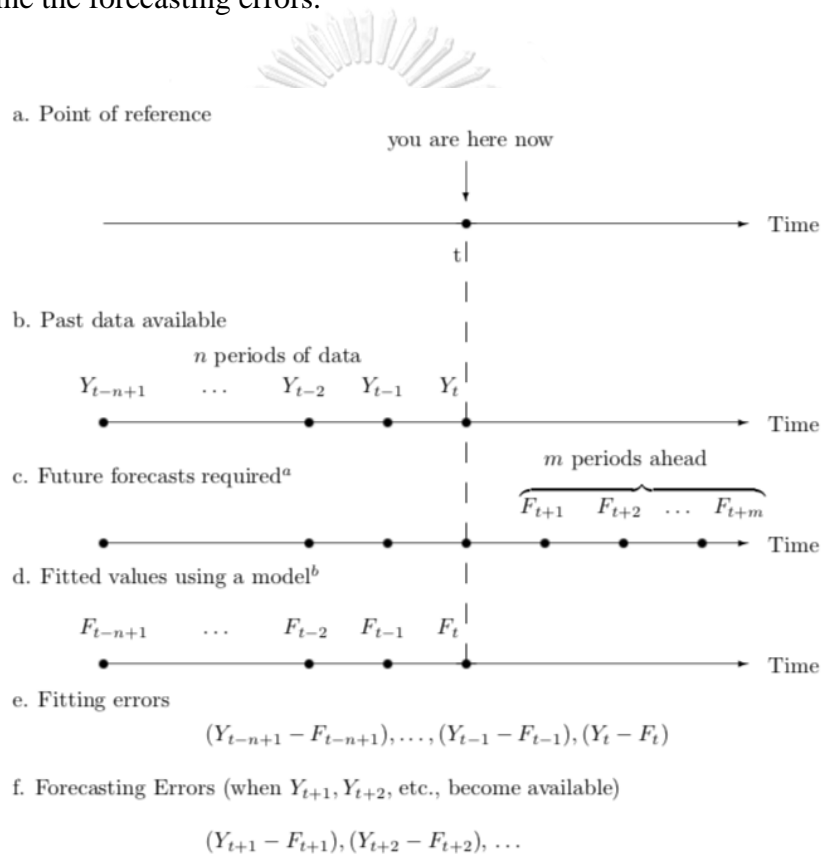 the forecasting errors.
a. Point of reference
you are here now
Time
t
b. Past data available
n periods of data
Y_{t−n+1} ... Y_{t−2} Y_{t−1} Y_t
Time
m periods ahead
c. Future forecasts required^a
F_{t+1} F_{t+2} ... F_{t+m}
Time
d. Fitted values using a model^b
F_{t−n+1} ... F_{t−2} F_{t−1} F_t
Time
e. Fitting errors
(Y_{t−n+1} − F_{t−n+1}), ..., (Y_{t−1} − F_{t−1}), (Y_t − F_t)
f. Forecasting Errors (when Y_{t+1}, Y_{t+2}, etc., become available)
(Y_{t+1} − F_{t+1}), (Y_{t+2} − F_{t+2}), ...